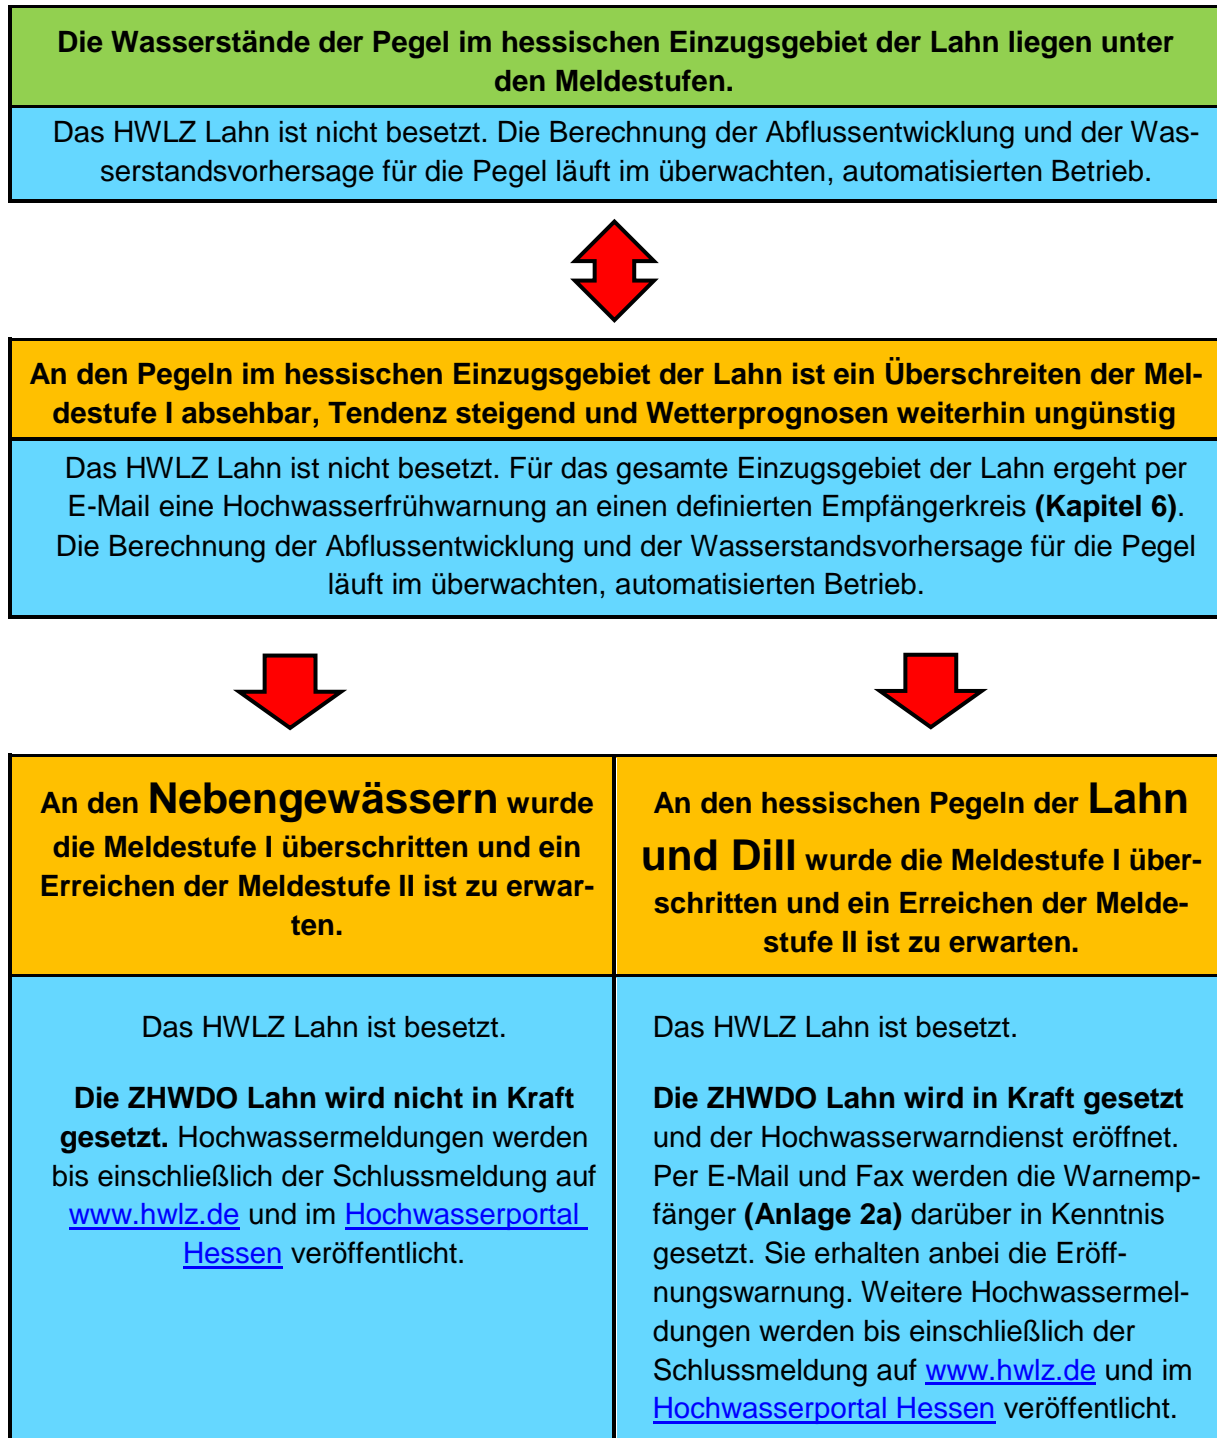 Die Wasserstände der Pegel im hessischen Einzugsgebiet der Lahn liegen unter
den Meldestufen.
Das HWLZ Lahn ist nicht besetzt. Die Berechnung der Abflussentwicklung und der Was-
serstandsvorhersage für die Pegel läuft im überwachten, automatisierten Betrieb.
An den Pegeln im hessischen Einzugsgebiet der Lahn ist ein Überschreiten der Mel-
destufe I absehbar, Tendenz steigend und Wetterprognosen weiterhin ungünstig
Das HWLZ Lahn ist nicht besetzt. Für das gesamte Einzugsgebiet der Lahn ergeht per
E-Mail eine Hochwasserfrühwarnung an einen definierten Empfängerkreis (Kapitel 6).
Die Berechnung der Abflussentwicklung und der Wasserstandsvorhersage für die Pegel
läuft im überwachten, automatisierten Betrieb.
An den Nebengewässern wurde
die Meldestufe I überschritten und ein
Erreichen der Meldestufe II ist zu erwar-
ten.
Das HWLZ Lahn ist besetzt.
Die ZHWDO Lahn wird nicht in Kraft
gesetzt. Hochwassermeldungen werden
bis einschließlich der Schlussmeldung auf
www.hwlz.de und im Hochwasserportal
Hessen veröffentlicht.
An den hessischen Pegeln der Lahn
und Dill wurde die Meldestufe I über-
schritten und ein Erreichen der Melde-
stufe II ist zu erwarten.
Das HWLZ Lahn ist besetzt.
Die ZHWDO Lahn wird in Kraft gesetzt
und der Hochwasserwarndienst eröffnet.
Per E-Mail und Fax werden die Warnemp-
fänger (Anlage 2a) darüber in Kenntnis
gesetzt. Sie erhalten anbei die Eröff-
nungswarnung. Weitere Hochwassermel-
dungen werden bis einschließlich der
Schlussmeldung auf www.hwlz.de und im
Hochwasserportal Hessen veröffentlicht.